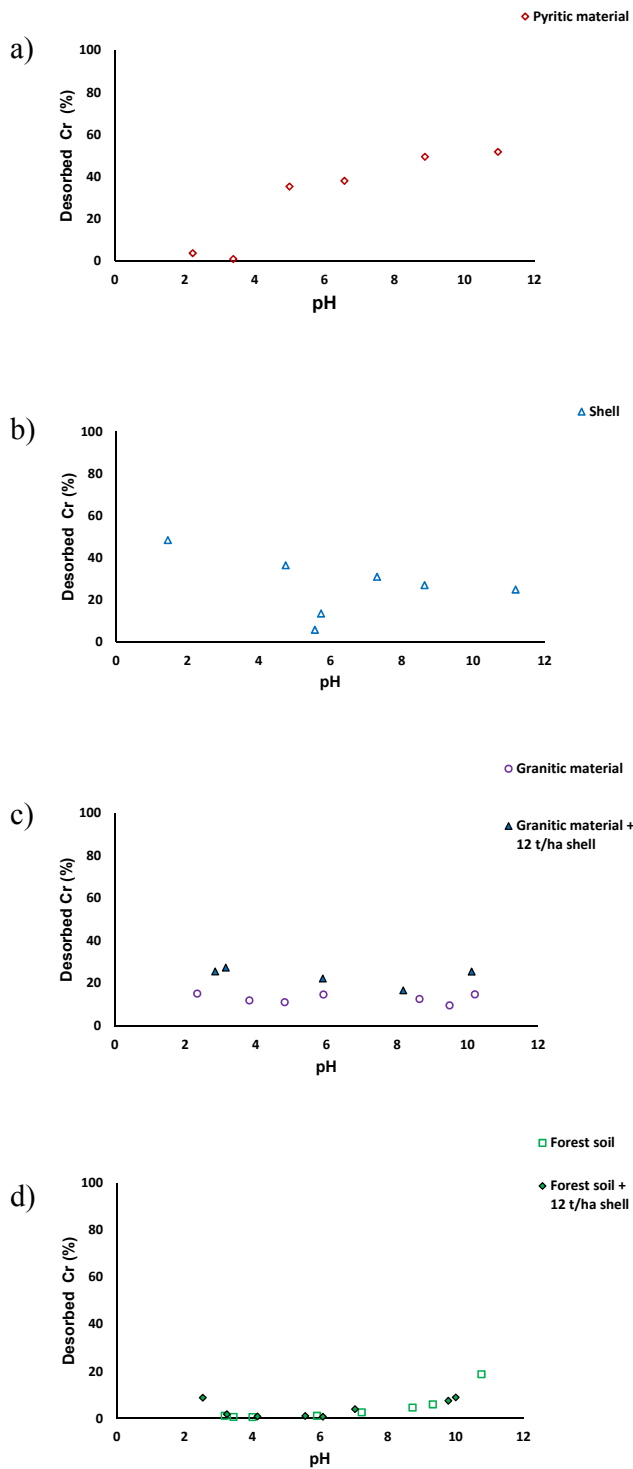 Pyritic material
a)
100
80
60
40
20
0
Desorbed Cr (%)
0 2 4 6 8 10 12
pH
Shell
b)
100
80
60
40
20
0
Desorbed Cr (%)
0 2 4 6 8 10 12
pH
Granitic material
Granitic material +
12 t/ha shell
c)
100
80
60
40
20
0
Desorbed Cr (%)
0 2 4 6 8 10 12
pH
Forest soil
Forest soil +
12 t/ha shell
d)
100
80
60
40
20
0
Desorbed Cr (%)
0 2 4 6 8 10 12
pH